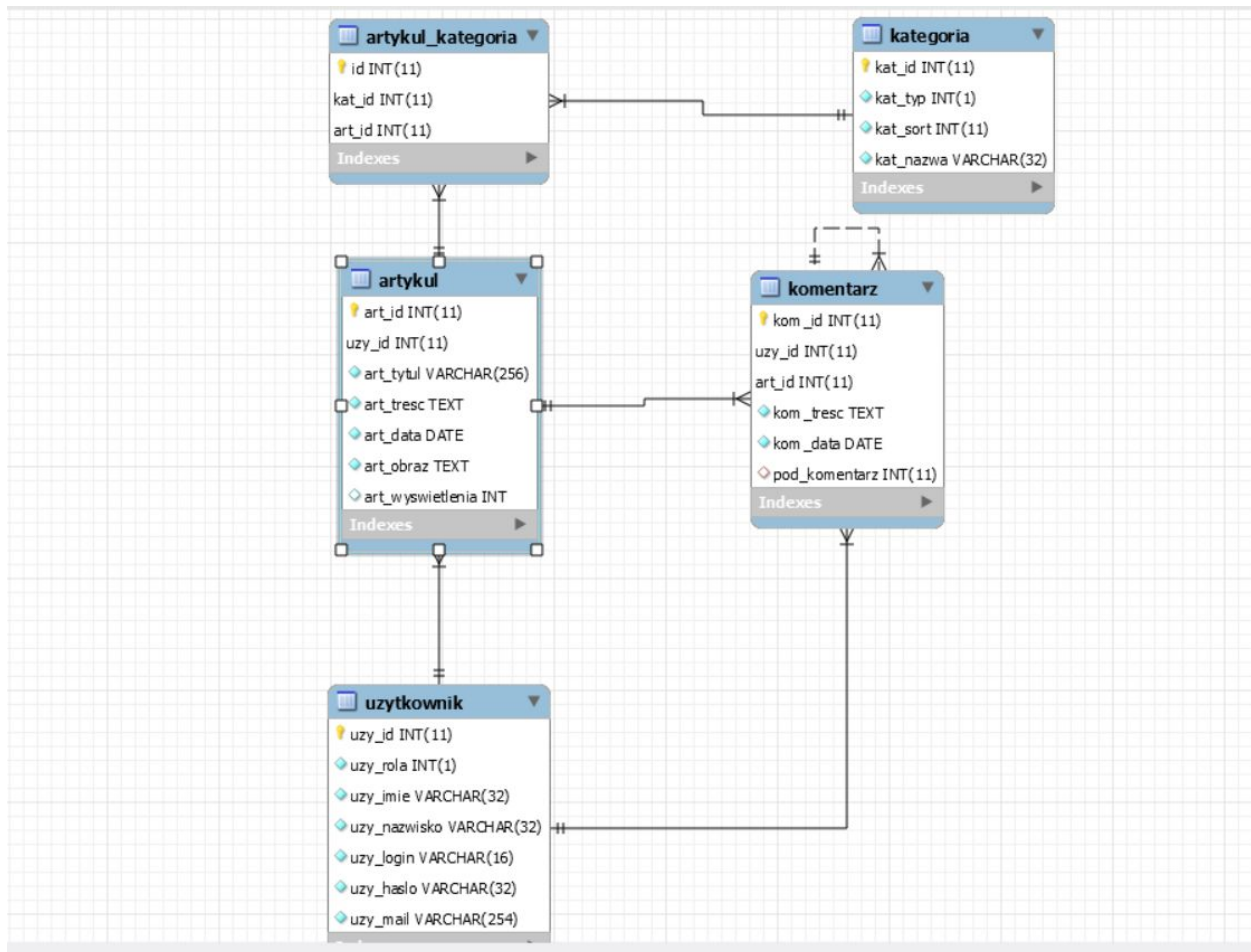 artykul_kategoria
id INT(11)
kat_id INT(11)
art_id INT(11)
Indexes
kategoria
kat_id INT(11)
kat_typ INT(1)
kat_sort INT(11)
kat_nazwa VARCHAR(32)
Indexes
artykul
art_id INT(11)
uzy_id INT(11)
art_tytul VARCHAR(256)
art_tresc TEXT
art_data DATE
art_obraz TEXT
art_wyswietlenia INT
Indexes
komentarz
kom_id INT(11)
uzy_id INT(11)
art_id INT(11)
kom_tresc TEXT
kom_data DATE
pod_komentarz INT(11)
Indexes
uzytkownik
uzy_id INT(11)
uzy_rola INT(1)
uzy_imie VARCHAR(32)
uzy_nazwisko VARCHAR(32)
uzy_login VARCHAR(16)
uzy_haslo VARCHAR(32)
uzy_mail VARCHAR(254)